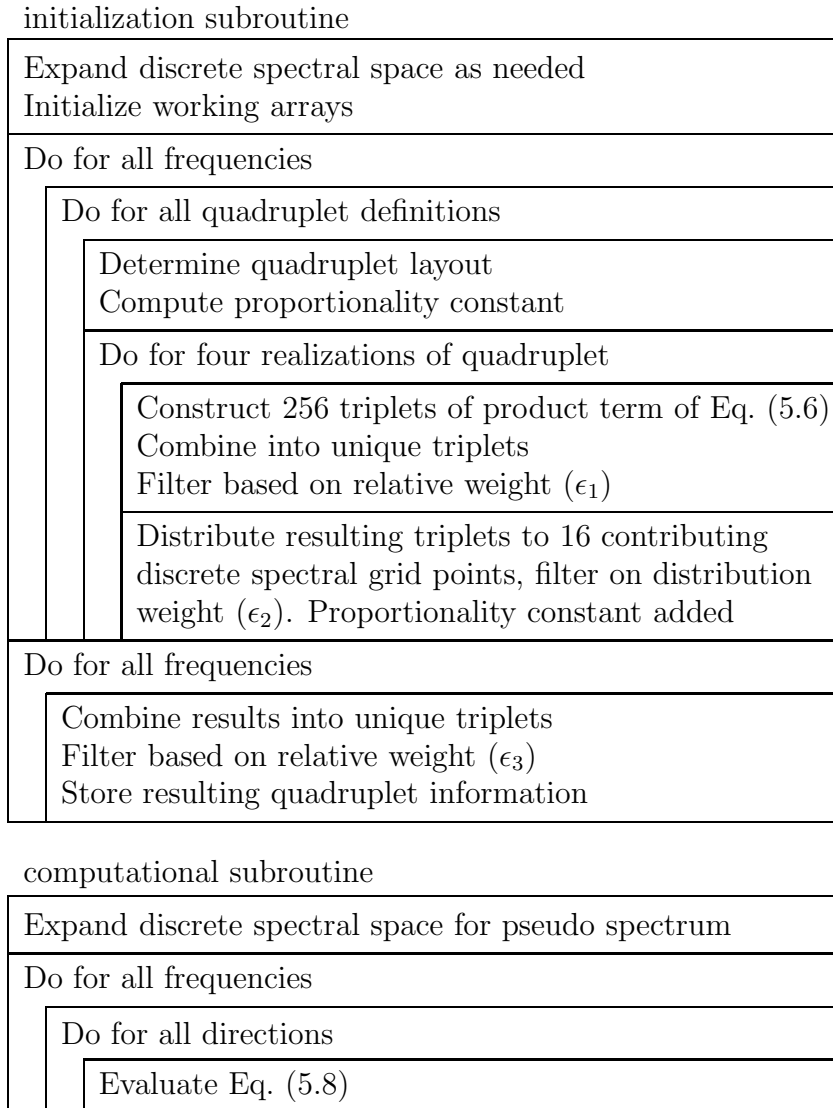 initialization subroutine
Expand discrete spectral space as needed
Initialize working arrays
Do for all frequencies
Do for all quadruplet definitions
Determine quadruplet layout
Compute proportionality constant
Do for four realizations of quadruplet
Construct 256 triplets of product term of Eq. (5.6)
Combine into unique triplets
Filter based on relative weight (ϵ₁)
Distribute resulting triplets to 16 contributing
discrete spectral grid points, filter on distribution
weight (ϵ₂). Proportionality constant added
Do for all frequencies
Combine results into unique triplets
Filter based on relative weight (ϵ₃)
Store resulting quadruplet information
computational subroutine
Expand discrete spectral space for pseudo spectrum
Do for all frequencies
Do for all directions
Evaluate Eq. (5.8)